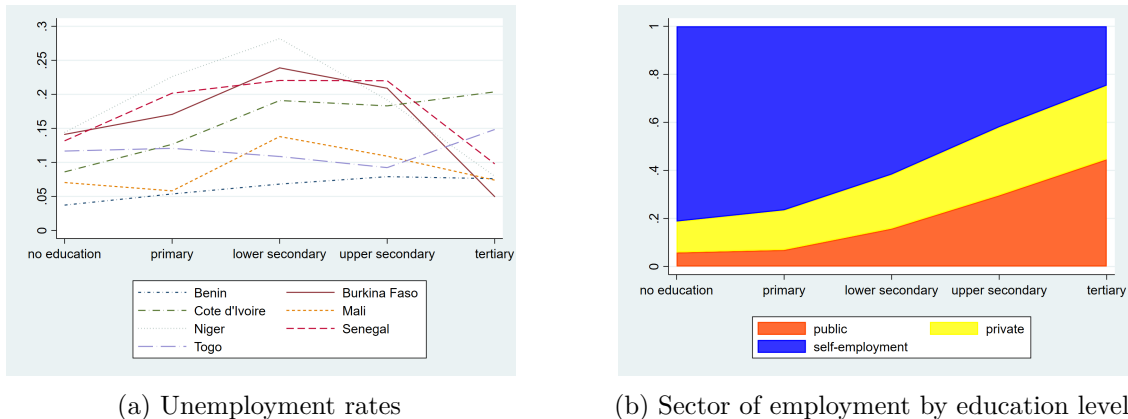 .3
.25
.2
.15
.1
.05
0
no education primary lower secondary upper secondary tertiary
Benin Burkina Faso
Cote d'Ivoire Mali
Niger Senegal
Togo
(a) Unemployment rates
1
.8
.6
.4
.2
0
no education primary lower secondary upper secondary tertiary
public private
self-employment
(b) Sector of employment by education level